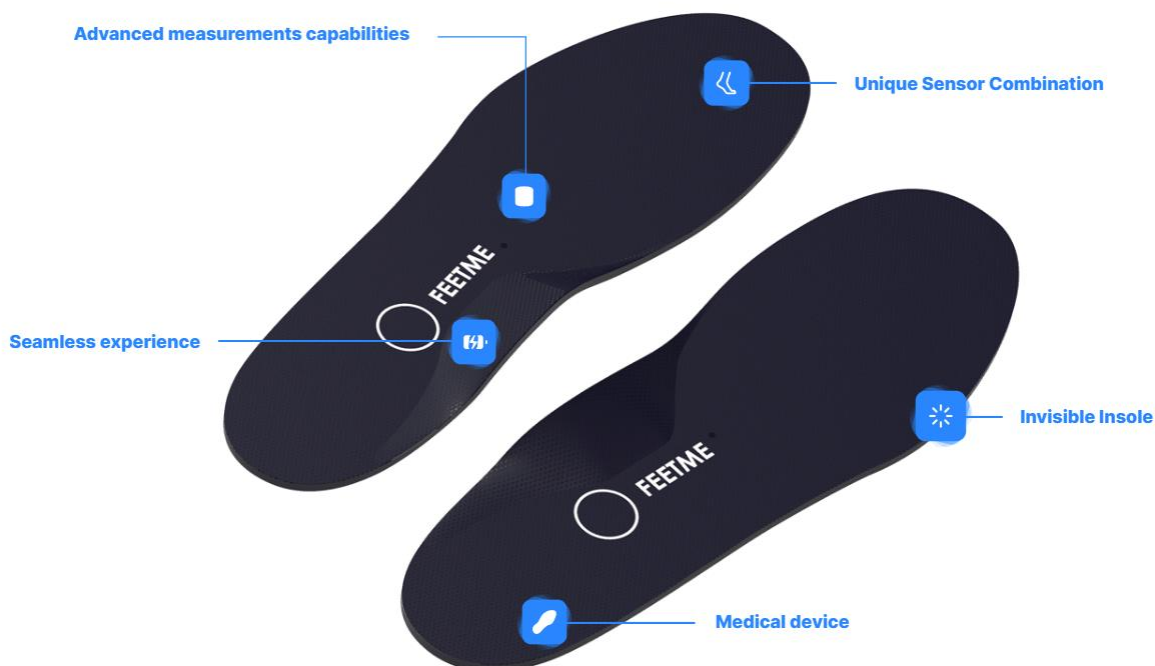 Advanced measurements capabilities
Unique Sensor Combination
FEETME
Seamless experience
Invisible Insole
FEETME
Medical device